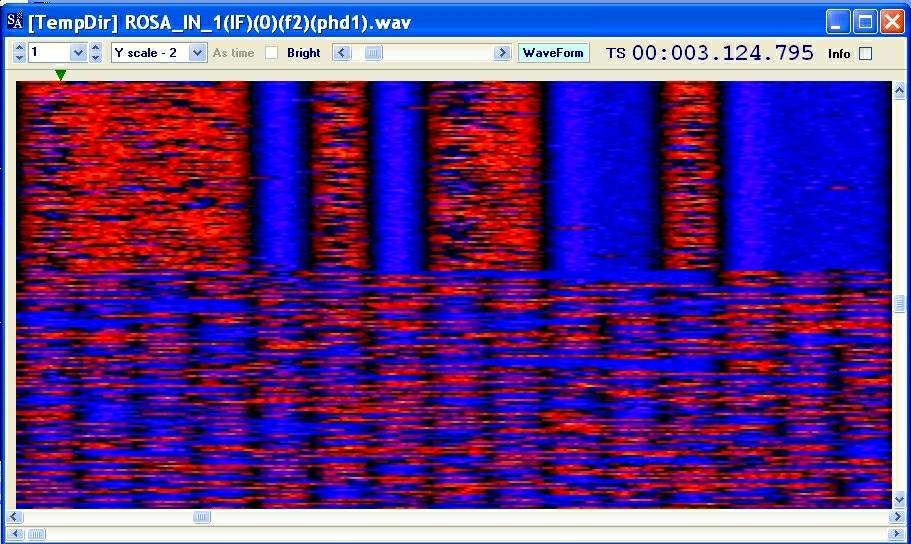 SA [TempDir] ROSA_IN_1(IF)(0)(f2)(phd1).wav
1 Y scale - 2 As time Bright WaveForm TS 00:003.124.795 Info